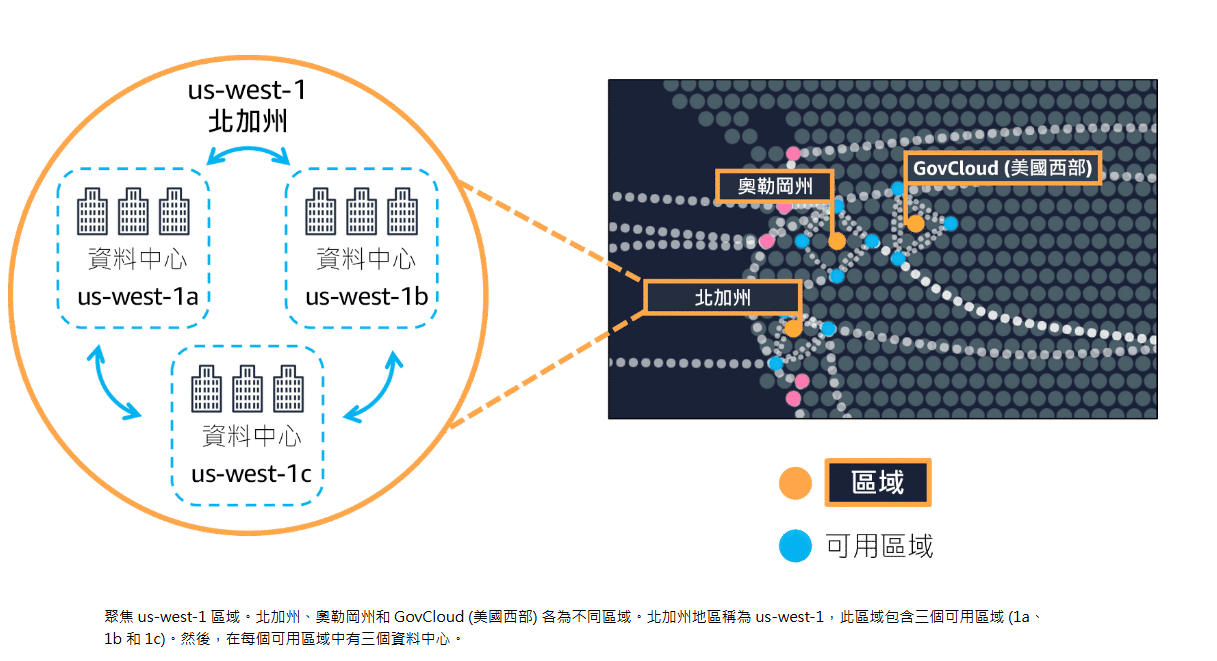 us-west-1
北加州
資料中心
us-west-1a
資料中心
us-west-1b
資料中心
us-west-1c
GovCloud (美國西部)
奧勒岡州
北加州
區域
可用區域
聚焦 us-west-1 區域。北加州、奧勒岡州和 GovCloud (美國西部) 各為不同區域。北加州地區稱為 us-west-1，此區域包含三個可用區域 (1a、
1b 和 1c)。然後，在每個可用區域中有三個資料中心。